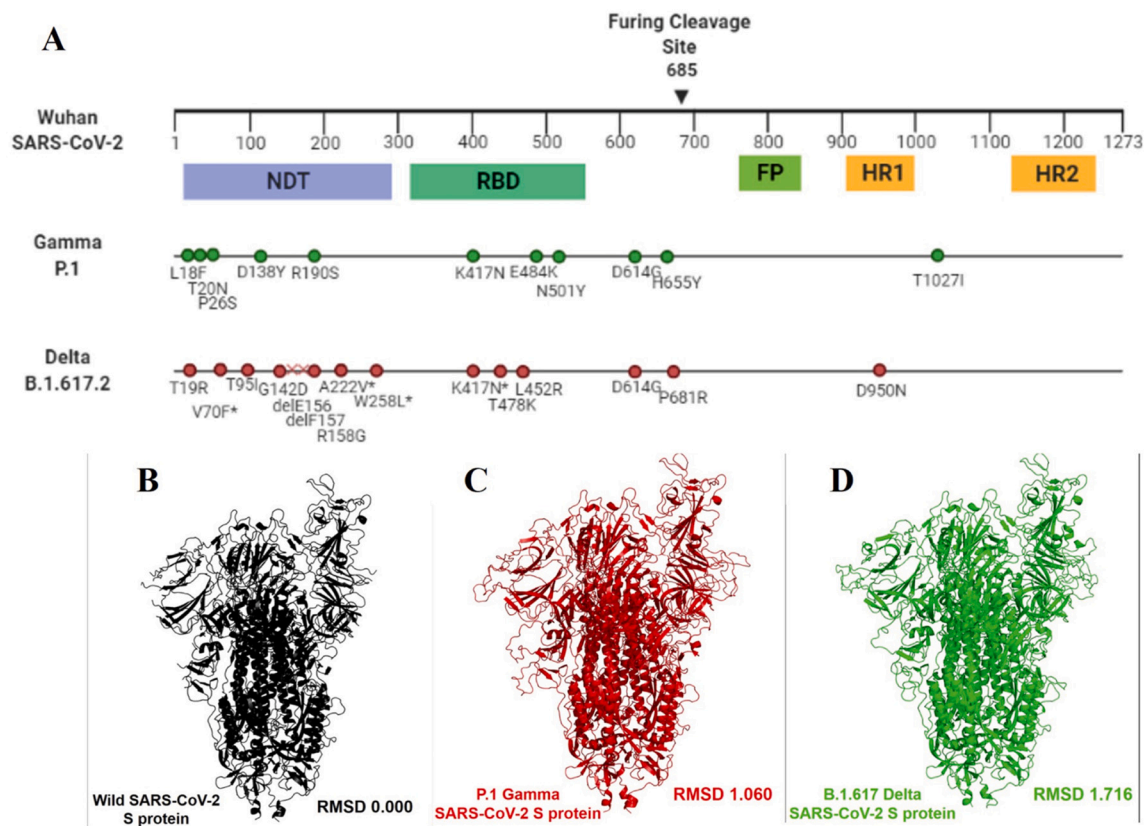 A
Furing Cleavage
Site
685
Wuhan
SARS-CoV-2
1 100 200 300 400 500 600 700 800 900 1000 1100 1200 1273
NDT RBD FP HR1 HR2
Gamma
P.1
L18F
T20N
P26S
D138Y
R190S
K417N
E484K
N501Y
D614G
H655Y
T1027I
Delta
B.1.617.2
T19R
V70F*
T95I
G142D
delE156
delF157
R158G
A222V*
W258L*
K417N*
T478K
L452R
D614G
P681R
D950N
B
Wild SARS-CoV-2
S protein
RMSD 0.000
C
P.1 Gamma
SARS-CoV-2 S protein
RMSD 1.060
D
B.1.617 Delta
SARS-CoV-2 S protein
RMSD 1.716